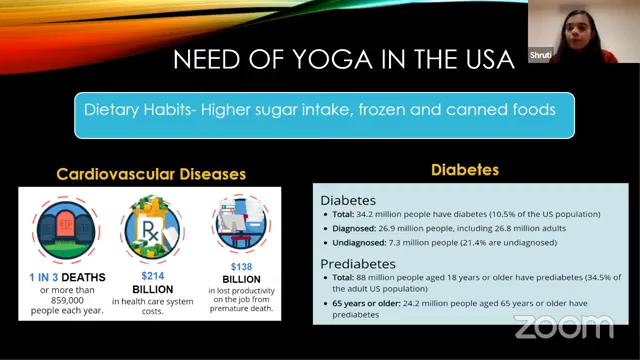 Shruti
NEED OF YOGA IN THE USA
Dietary Habits- Higher sugar intake, frozen and canned foods
Cardiovascular Diseases
RIP
1 IN 3 DEATHS
or more than
859,000
people each year.
Rx
$214
BILLION
in health care system
costs.
$138
BILLION
in lost productivity
on the job from
premature death.
Diabetes
Diabetes
• Total: 34.2 million people have diabetes (10.5% of the US population)
• Diagnosed: 26.9 million people, including 26.8 million adults
• Undiagnosed: 7.3 million people (21.4% are undiagnosed)
Prediabetes
• Total: 88 million people aged 18 years or older have prediabetes (34.5% of
the adult US population)
• 65 years or older: 24.2 million people aged 65 years or older have
prediabetes
zoom